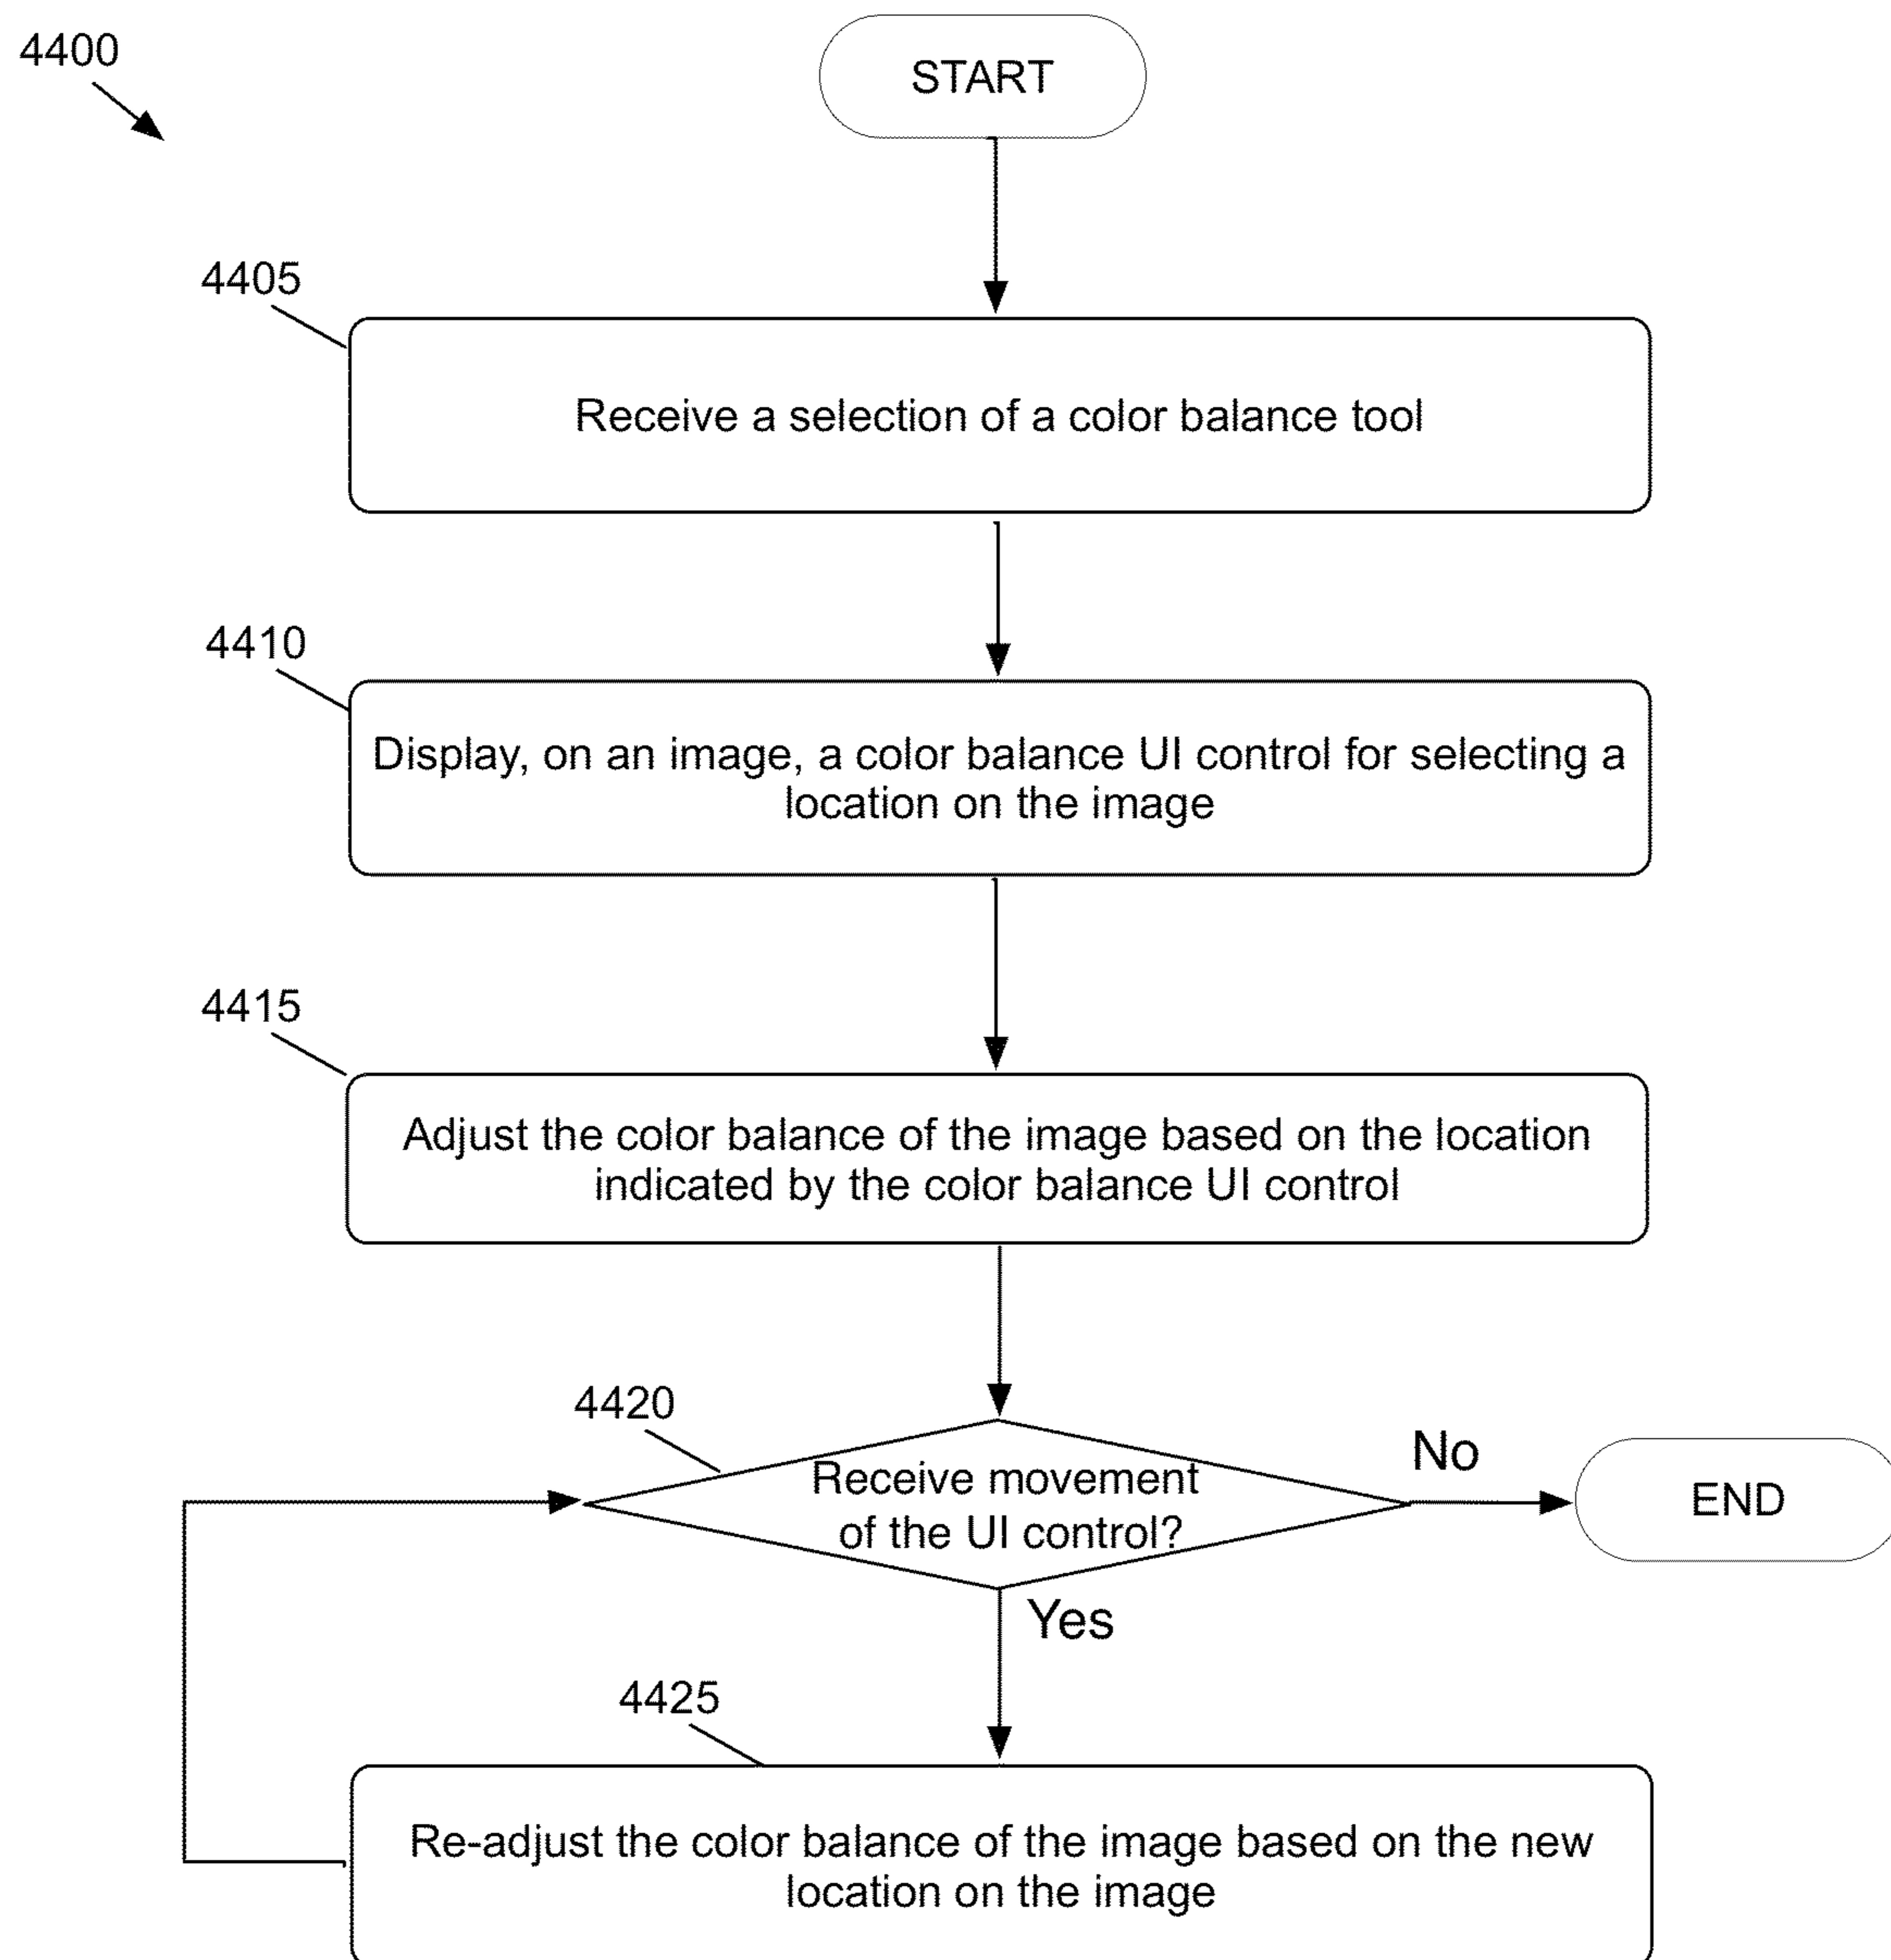 4400
START
4405
Receive a selection of a color balance tool
4410
Display, on an image, a color balance UI control for selecting a
location on the image
4415
Adjust the color balance of the image based on the location
indicated by the color balance UI control
4420
Receive movement
of the UI control?
No
END
Yes
4425
Re-adjust the color balance of the image based on the new
location on the image